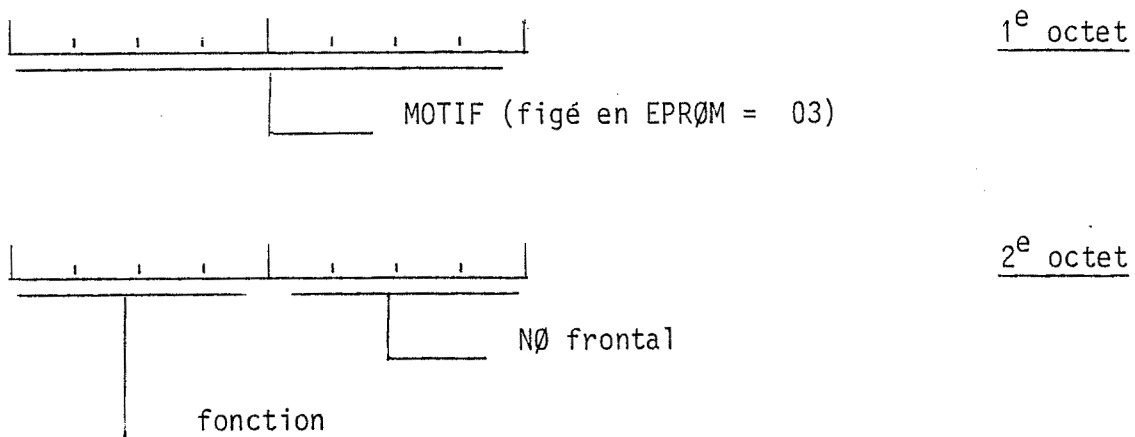 1e octet
MOTIF (figé en EPRØM = 03)
2e octet
NØ frontal
fonction